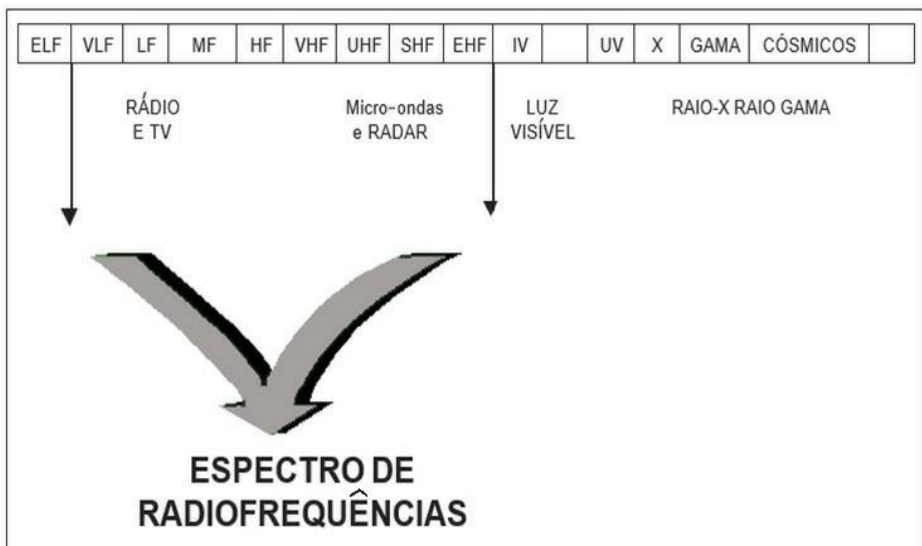 ELF VLF LF MF HF VHF UHF SHF EHF IV UV X GAMA CÓSMICOS
RÁDIO
E TV
Micro-ondas
e RADAR
LUZ
VISÍVEL
RAIO-X RAIO GAMA
ESPECTRO DE
RADIOFREQUÊNCIAS